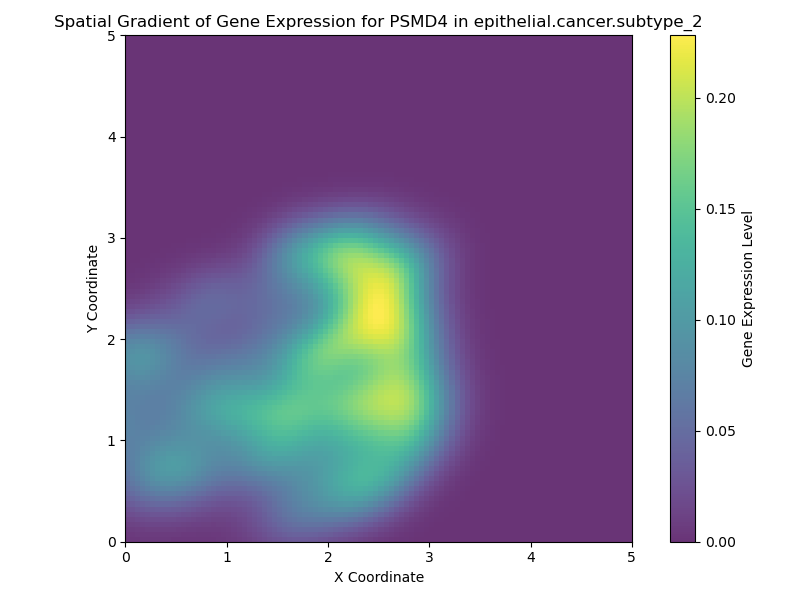 Spatial Gradient of Gene Expression for PSMD4 in epithelial.cancer.subtype_2
5
4
3
2
1
0
Y Coordinate
0 1 2 3 4 5
X Coordinate
0.20
0.15
0.10
0.05
0.00
Gene Expression Level